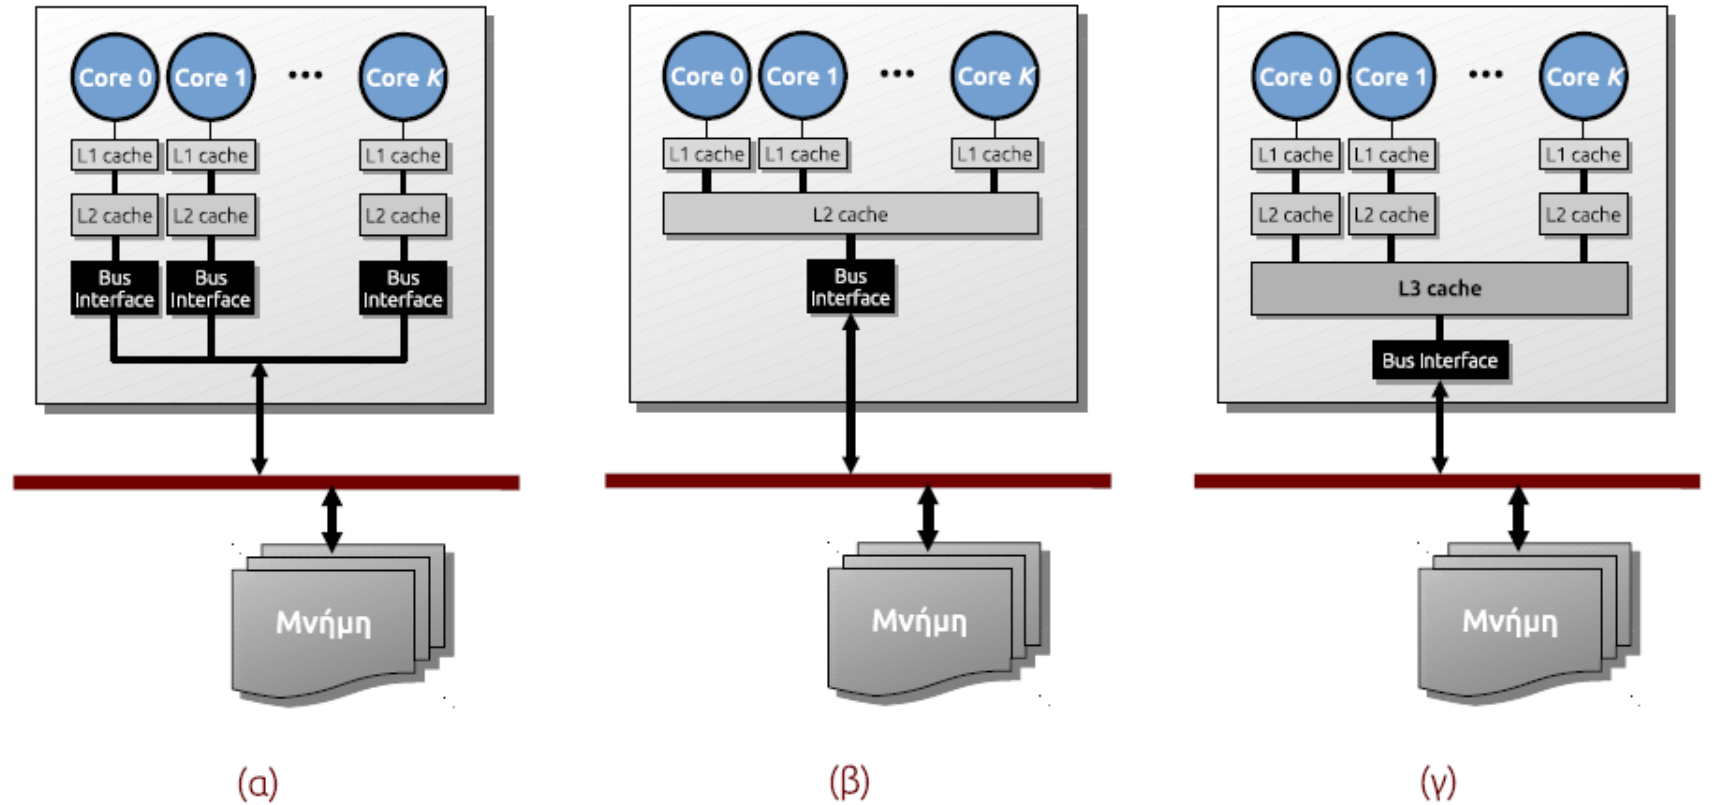 Core 0 Core 1 ••• Core K
L1 cache L1 cache L1 cache
L2 cache L2 cache L2 cache
Bus Interface Bus Interface Bus Interface
Μνήμη
(α)
Core 0 Core 1 ••• Core K
L1 cache L1 cache L1 cache
L2 cache
Bus
Interface
Μνήμη
(β)
Core 0 Core 1 ••• Core K
L1 cache L1 cache L1 cache
L2 cache L2 cache L2 cache
L3 cache
Bus Interface
Μνήμη
(γ)